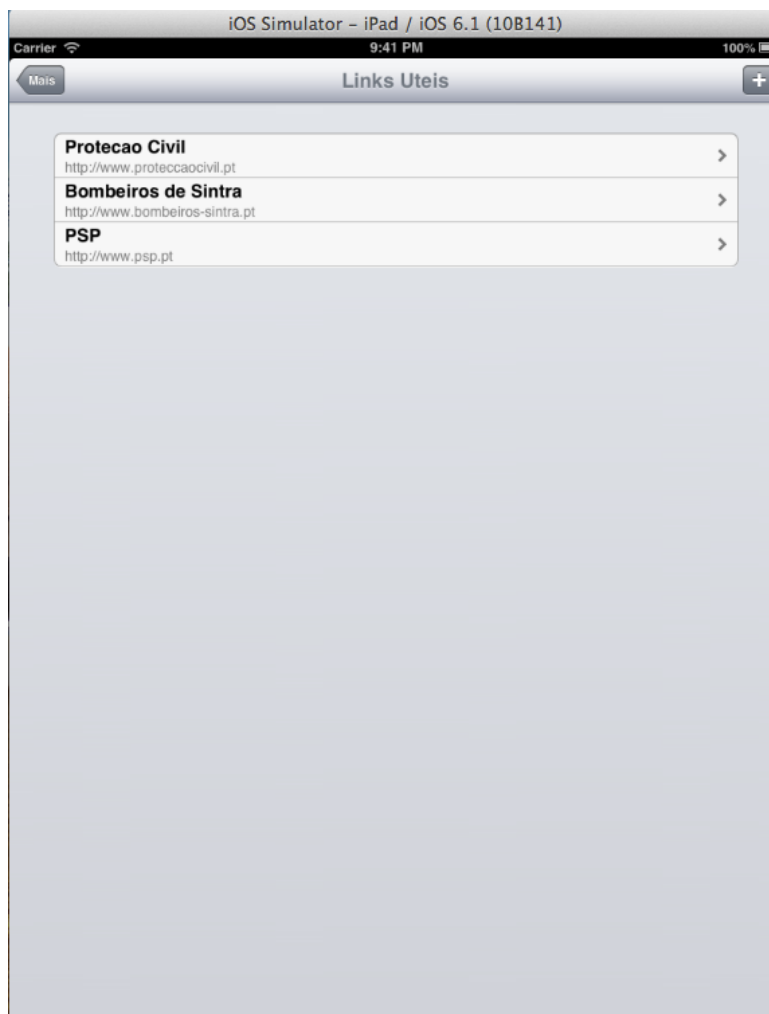 iOS Simulator – iPad / iOS 6.1 (10B141)
Carrier 9:41 PM 100%
Mais Links Uteis +
Protecao Civil
http://www.proteccaocivil.pt
Bombeiros de Sintra
http://www.bombeiros-sintra.pt
PSP
http://www.psp.pt